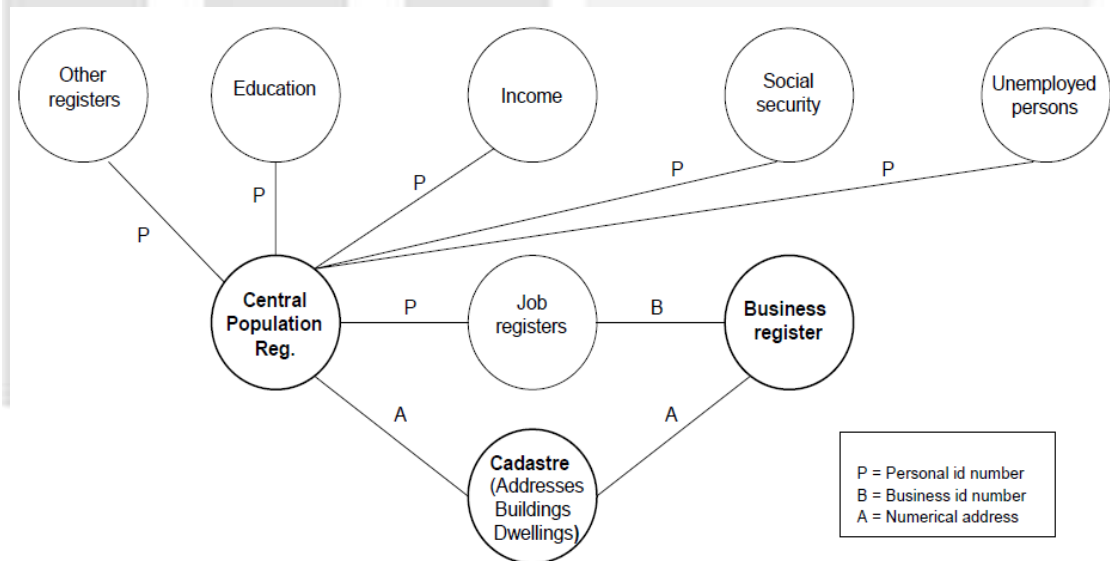 Other
registers
Education
Income
Social
security
Unemployed
persons
P
P
P
P
P
Central
Population
Reg.
P
Job
registers
B
Business
register
A
A
Cadastre
(Addresses
Buildings
Dwellings)
P = Personal id number
B = Business id number
A = Numerical address